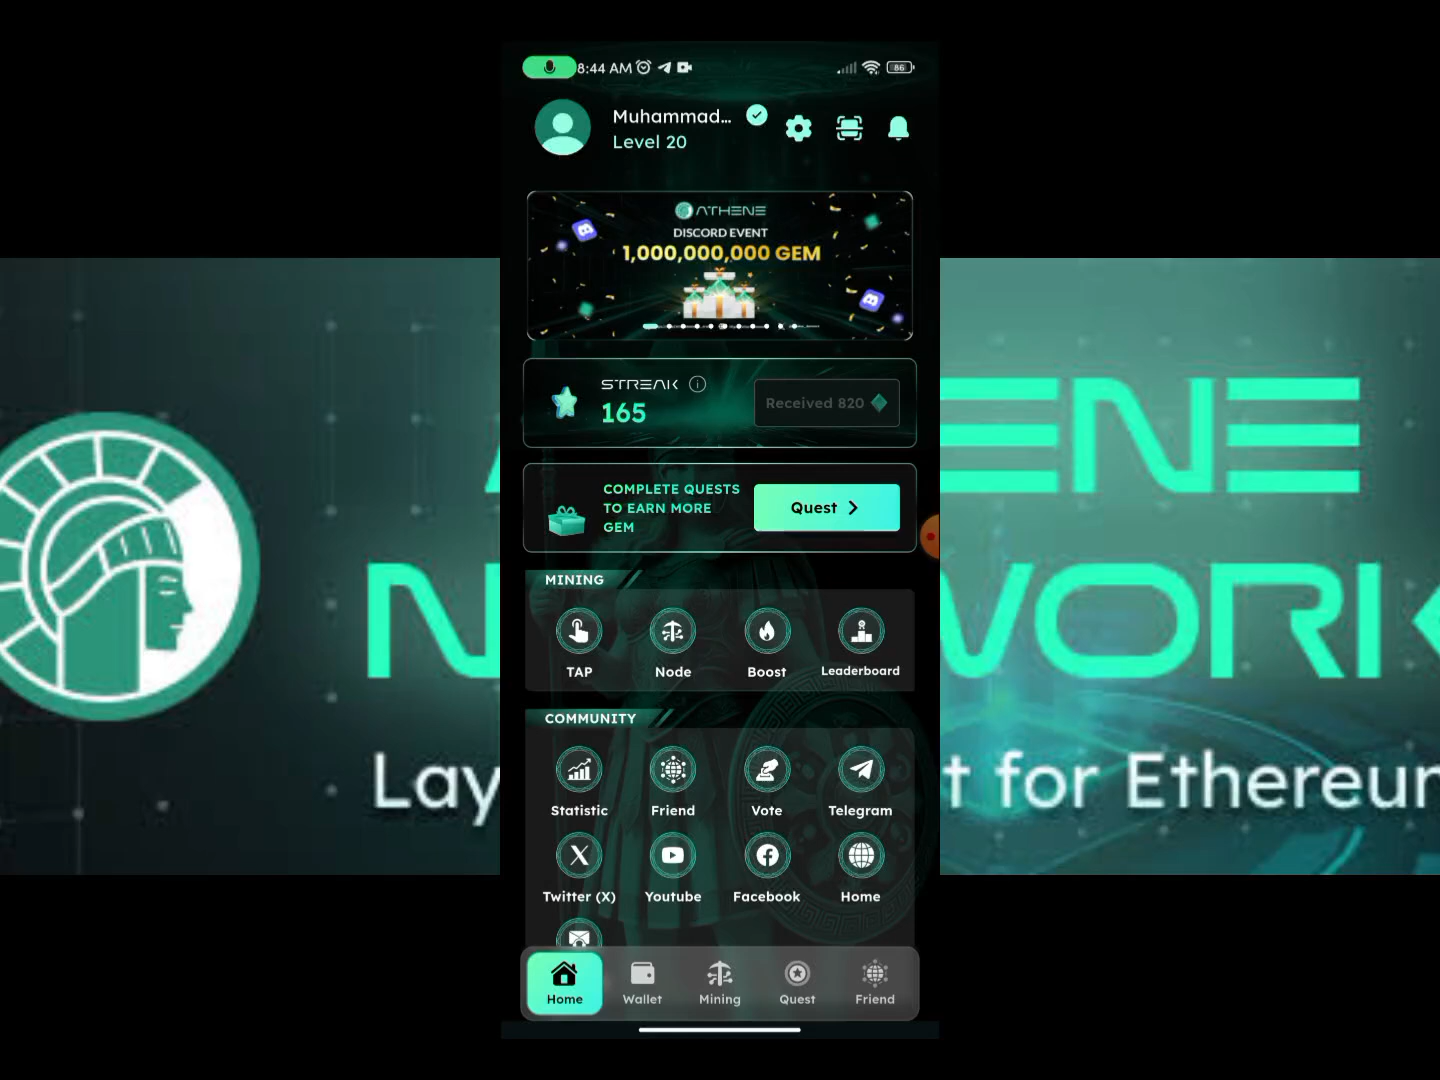 8:44 AM
86
Muhammad...
Level 20
ATHENE
DISCORD EVENT
1,000,000,000 GEM
STREAK
165
Received 820
COMPLETE QUESTS
TO EARN MORE
GEM
Quest
MINING
TAP
Node
Boost
Leaderboard
COMMUNITY
Statistic
Friend
Vote
Telegram
Twitter (X)
Youtube
Facebook
Home
Home
Wallet
Mining
Quest
Friend
ENE
N
WORK
Lay
t for Ethereum